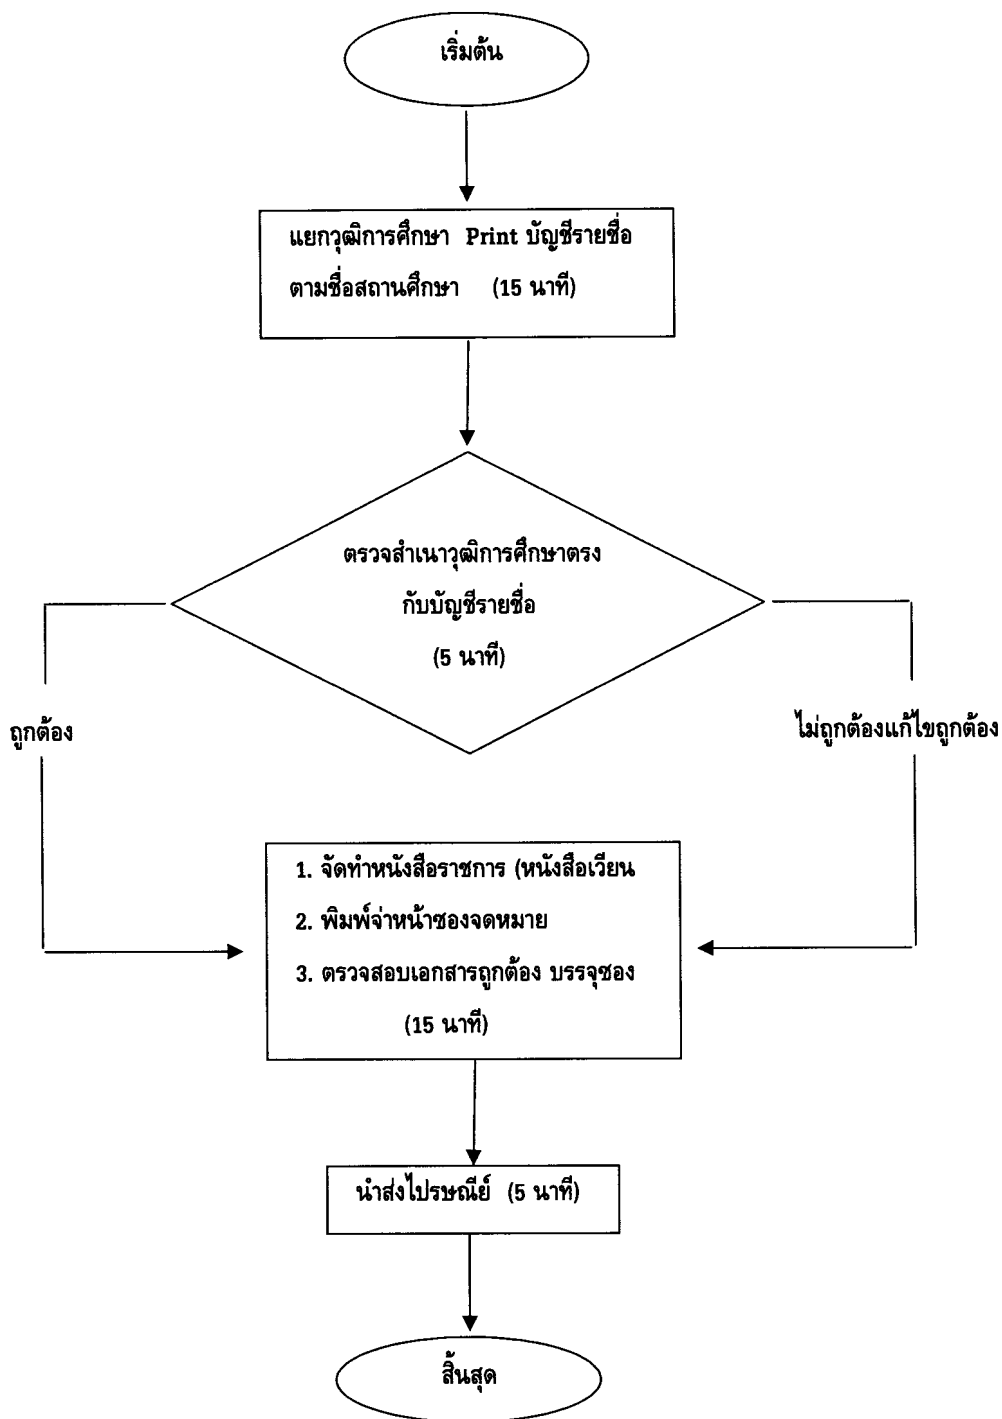 เริ่มต้น
แยกวุฒิการศึกษา Print บัญชีรายชื่อ
ตามชื่อสถานศึกษา (15 นาที)
ตรวจสำเนาวุฒิการศึกษาตรง
กับบัญชีรายชื่อ
(5 นาที)
ถูกต้อง
ไม่ถูกต้องแก้ไขถูกต้อง
1. จัดทำหนังสือราชการ (หนังสือเวียน
2. พิมพ์จ่าหน้าซองจดหมาย
3. ตรวจสอบเอกสารถูกต้อง บรรจุซอง
(15 นาที)
นำส่งไปรษณีย์ (5 นาที)
สิ้นสุด